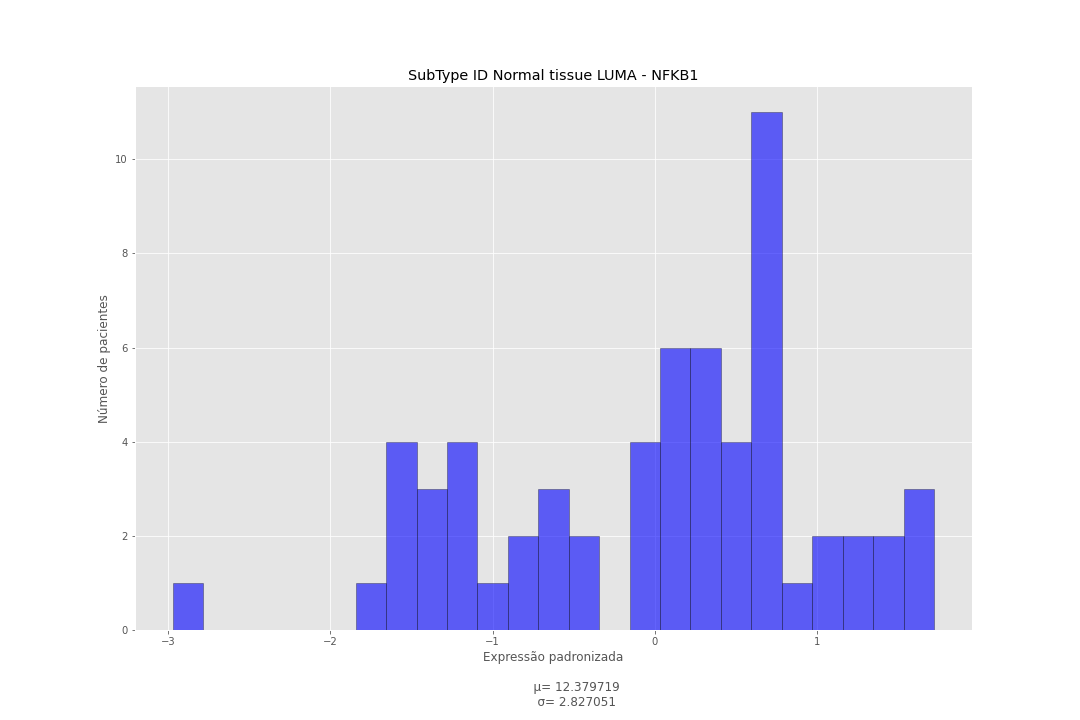 SubType ID Normal tissue LUMA - NFKB1
10
8
6
4
2
0
Número de pacientes
−3 −2 −1 0 1
Expressão padronizada
μ= 12.379719
σ= 2.827051